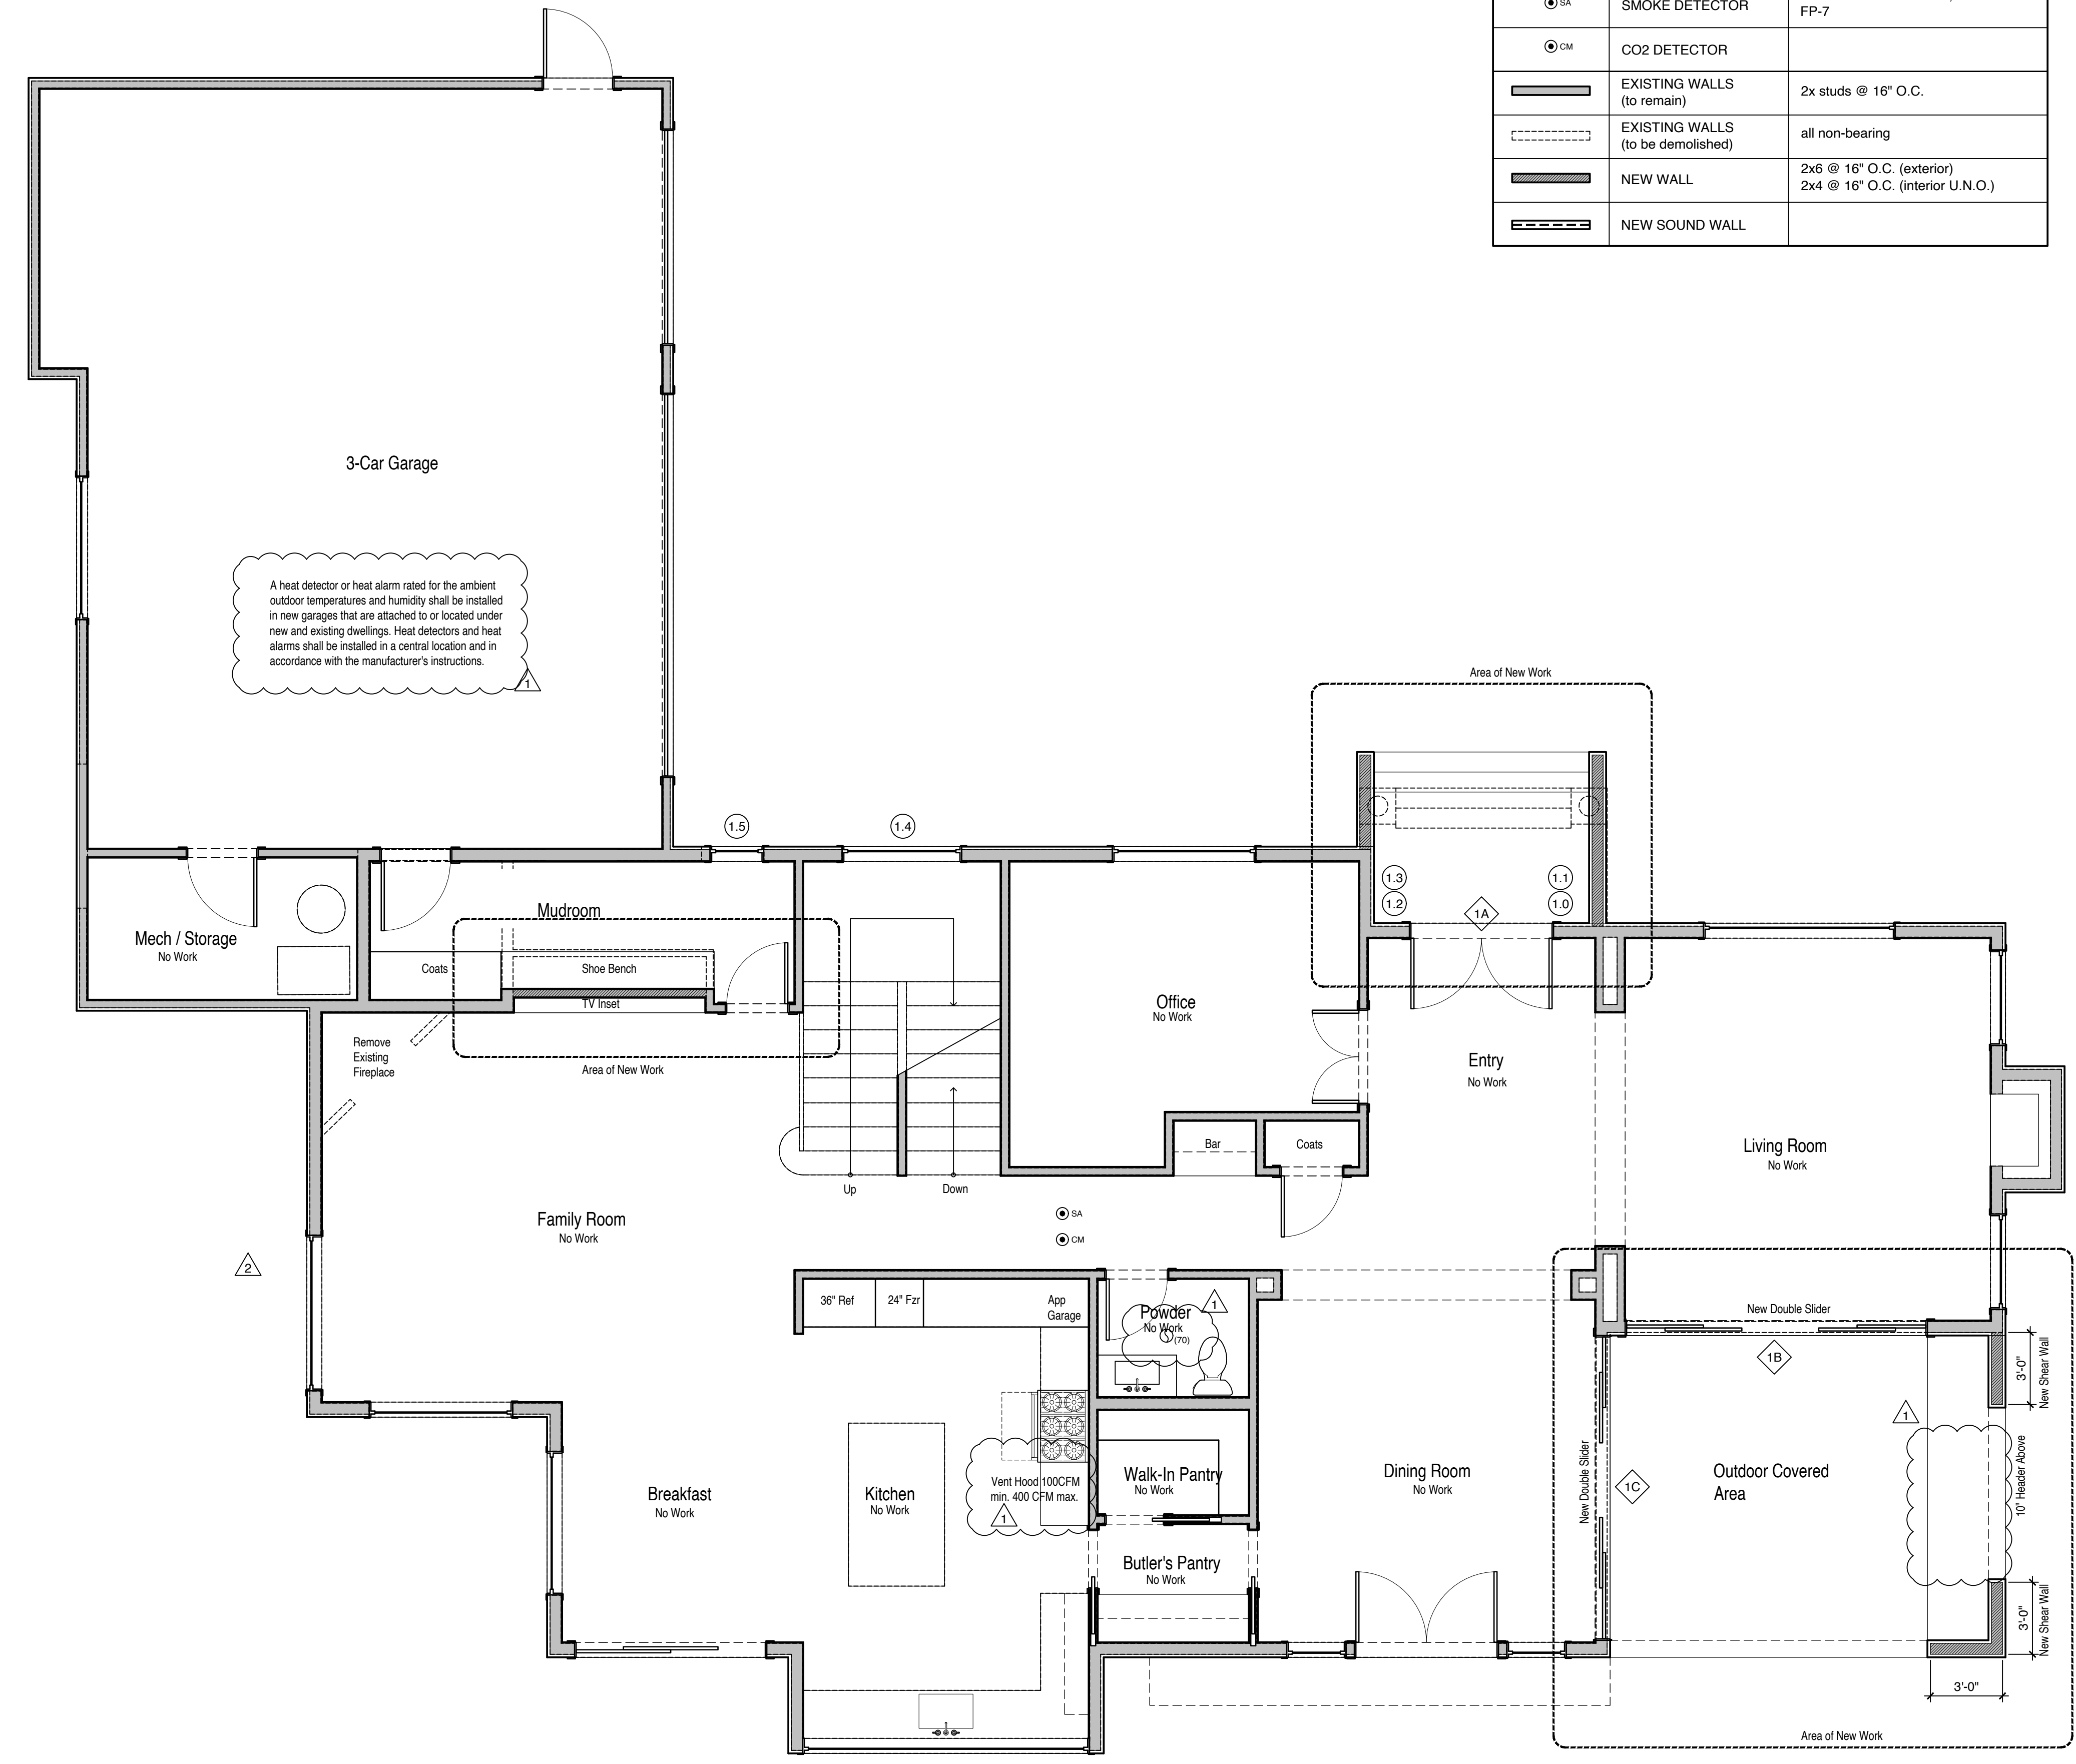 SA
SMOKE DETECTOR
FP-7
CM
CO2 DETECTOR
EXISTING WALLS
(to remain)
2x studs @ 16" O.C.
EXISTING WALLS
(to be demolished)
all non-bearing
NEW WALL
2x6 @ 16" O.C. (exterior)
2x4 @ 16" O.C. (interior U.N.O.)
NEW SOUND WALL
3-Car Garage
A heat detector or heat alarm rated for the ambient
outdoor temperatures and humidity shall be installed
in new garages that are attached to or located under
new and existing dwellings. Heat detectors and heat
alarms shall be installed in a central location and in
accordance with the manufacturer's instructions.
1
Area of New Work
1.5
1.4
1.3
1.2
1.1
1.0
1A
Mudroom
Mech / Storage
No Work
Coats
Shoe Bench
TV Inset
Office
No Work
Remove
Existing
Fireplace
Area of New Work
Entry
No Work
Bar
Coats
Living Room
No Work
Up
Down
SA
CM
Family Room
No Work
2
36" Ref
24" Fzr
App
Garage
Powder
No Work
(70)
1
New Double Slider
1B
3'-0"
New Shear Wall
1
Vent Hood 100CFM
min. 400 CFM max.
1
Walk-In Pantry
No Work
Dining Room
No Work
New Double Slider
1C
Outdoor Covered
Area
10" Header Above
Breakfast
No Work
Kitchen
No Work
Butler's Pantry
No Work
3'-0"
New Shear Wall
3'-0"
Area of New Work